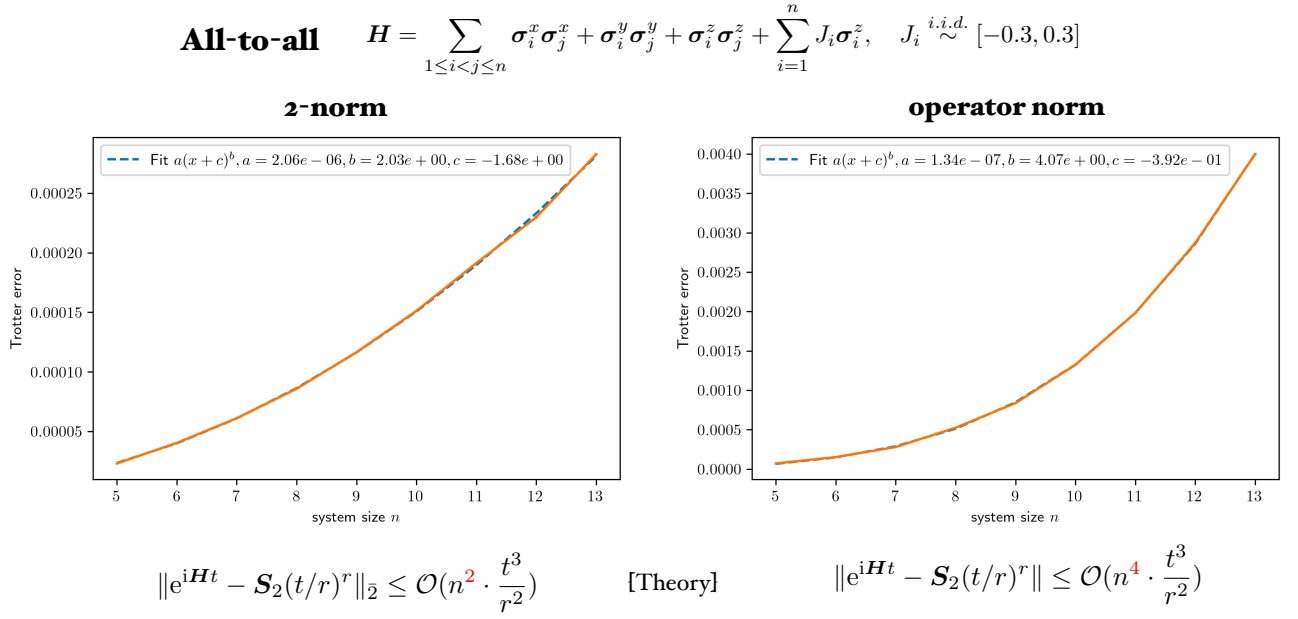 All-to-all H = ∑_{1≤i<j≤n} σ_i^x σ_j^x + σ_i^y σ_j^y + σ_i^z σ_j^z + ∑_{i=1}^{n} J_i σ_i^z, J_i \overset{i.i.d.}{∼} [−0.3, 0.3]
2-norm
Fit a(x + c)^b, a = 2.06e − 06, b = 2.03e + 00, c = −1.68e + 00
Trotter error
0.00025
0.00020
0.00015
0.00010
0.00005
5 6 7 8 9 10 11 12 13
system size n
operator norm
Fit a(x + c)^b, a = 1.34e − 07, b = 4.07e + 00, c = −3.92e − 01
Trotter error
0.0040
0.0035
0.0030
0.0025
0.0020
0.0015
0.0010
0.0005
0.0000
5 6 7 8 9 10 11 12 13
system size n
‖e^{iHt} − S_2(t/r)^r‖_{\bar{2}} ≤ O(n^2 · t^3/r^2) [Theory] ‖e^{iHt} − S_2(t/r)^r‖ ≤ O(n^4 · t^3/r^2)